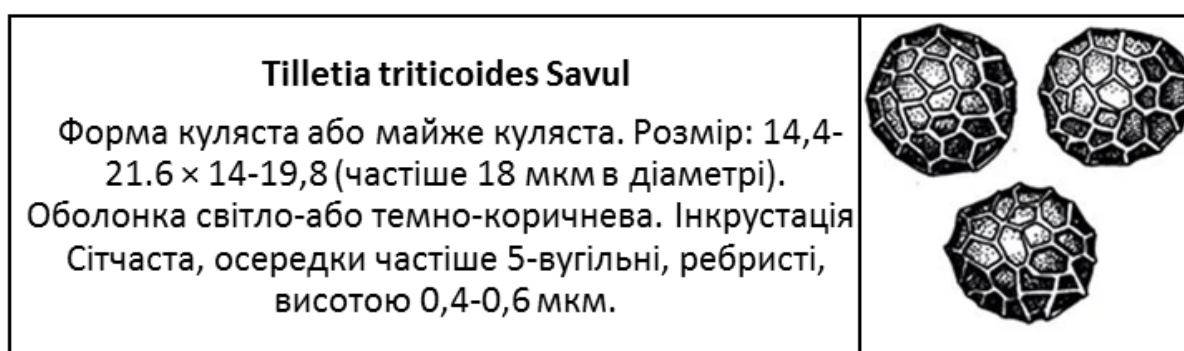 Tilletia triticoides Savul
Форма куляста або майже куляста. Розмір: 14,4-
21.6 × 14-19,8 (частіше 18 мкм в діаметрі).
Оболонка світло-або темно-коричнева. Інкрустація
Сітчаста, осередки частіше 5-вугільні, ребристі,
висотою 0,4-0,6 мкм.